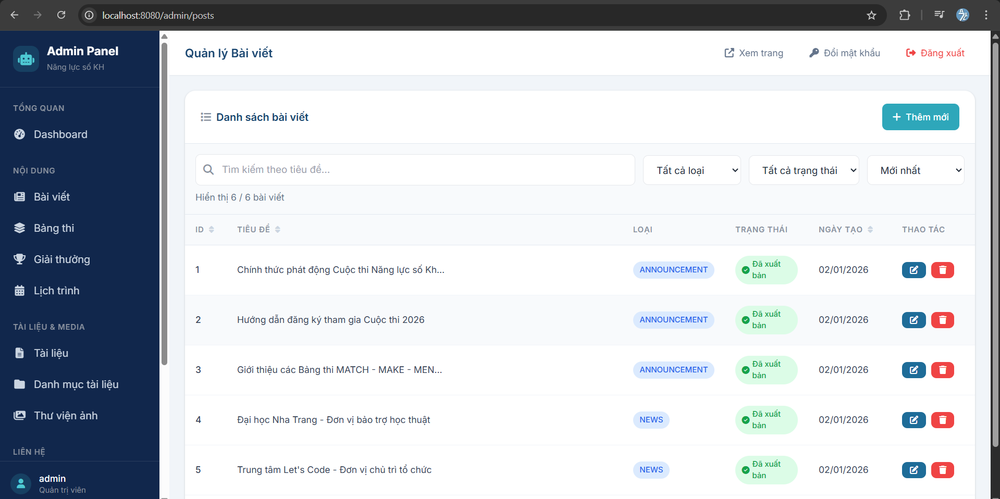 localhost:8080/admin/posts
Admin Panel
Năng lực số KH
TỔNG QUAN
Dashboard
NỘI DUNG
Bài viết
Bảng thi
Giải thưởng
Lịch trình
TÀI LIỆU & MEDIA
Tài liệu
Danh mục tài liệu
Thư viện ảnh
LIÊN HỆ
admin
Quản trị viên
Quản lý Bài viết
Xem trang
Đổi mật khẩu
Đăng xuất
Danh sách bài viết
Thêm mới
Tìm kiếm theo tiêu đề...
Tất cả loại
Tất cả trạng thái
Mới nhất
Hiển thị 6 / 6 bài viết
ID TIÊU ĐỀ LOẠI TRẠNG THÁI NGÀY TẠO THAO TÁC
1 Chính thức phát động Cuộc thi Năng lực số Kh... ANNOUNCEMENT Đã xuất bản 02/01/2026
2 Hướng dẫn đăng ký tham gia Cuộc thi 2026 ANNOUNCEMENT Đã xuất bản 02/01/2026
3 Giới thiệu các Bảng thi MATCH - MAKE - MEN... ANNOUNCEMENT Đã xuất bản 02/01/2026
4 Đại học Nha Trang - Đơn vị bảo trợ học thuật NEWS Đã xuất bản 02/01/2026
5 Trung tâm Let's Code - Đơn vị chủ trì tổ chức NEWS Đã xuất bản 02/01/2026